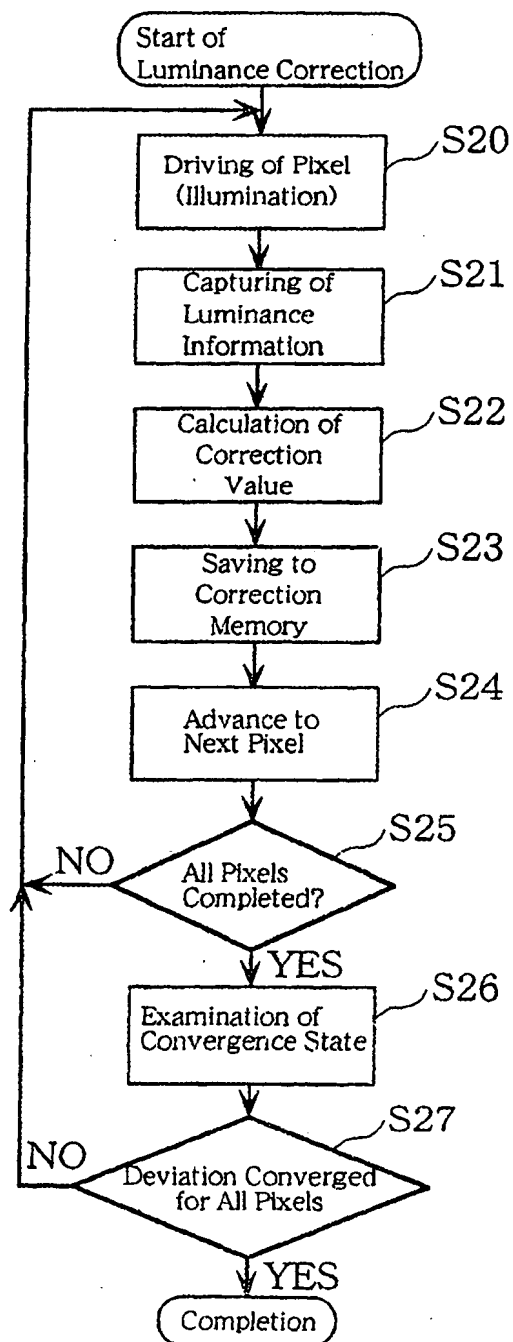 Start of
Luminance Correction
S20
Driving of Pixel
(Illumination)
S21
Capturing of
Luminance
Information
S22
Calculation of
Correction
Value
S23
Saving to
Correction
Memory
S24
Advance to
Next Pixel
S25
NO
All Pixels
Completed?
YES
S26
Examination of
Convergence State
S27
NO
Deviation Converged
for All Pixels
YES
Completion